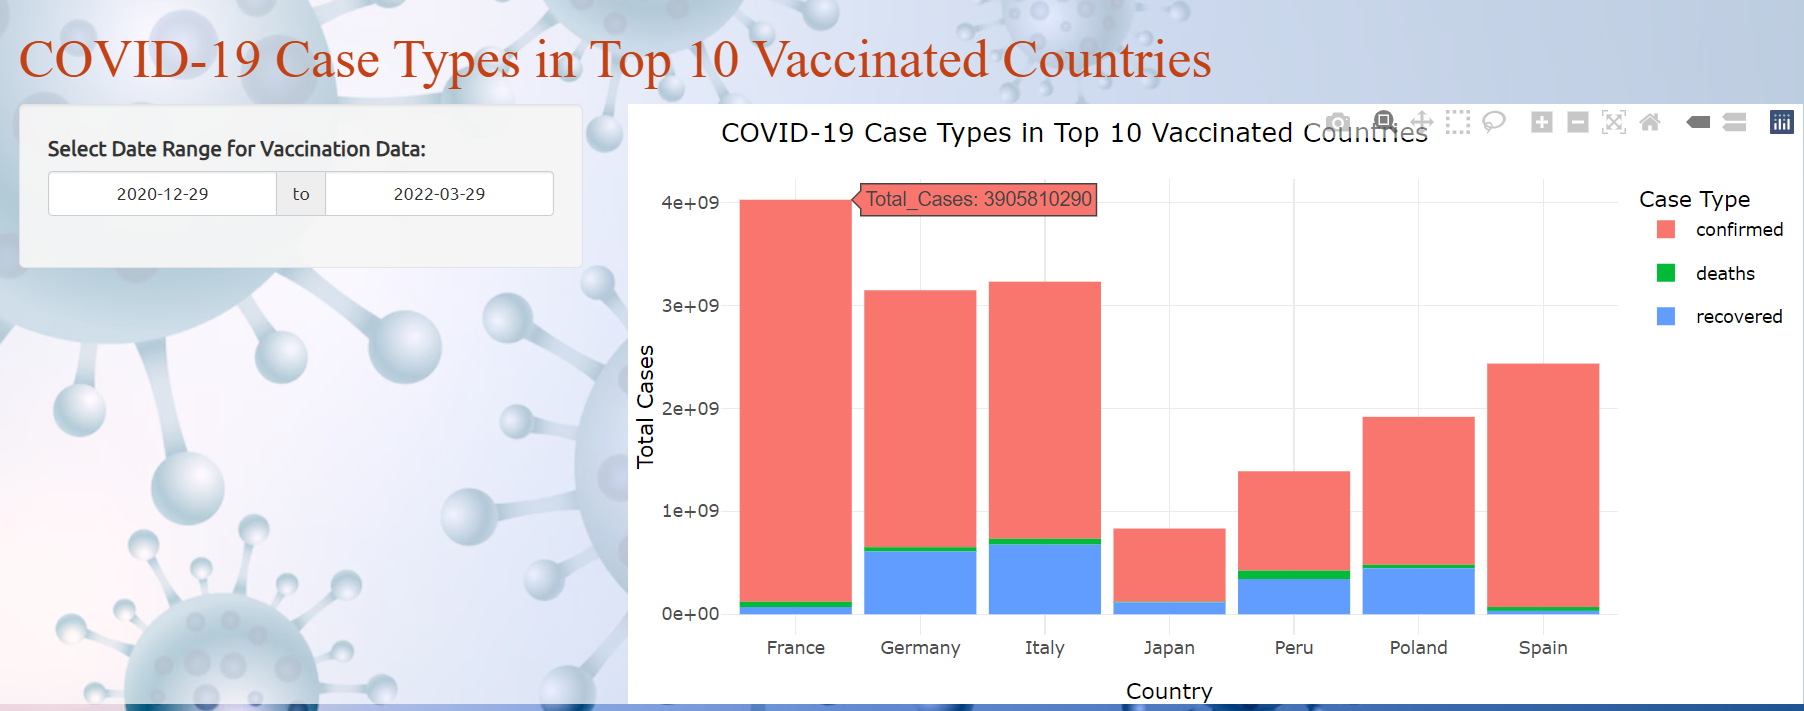 COVID-19 Case Types in Top 10 Vaccinated Countries
Select Date Range for Vaccination Data:
2020-12-29 to 2022-03-29
COVID-19 Case Types in Top 10 Vaccinated Countries
Total_Cases: 3905810290
Case Type
confirmed
deaths
recovered
Total Cases
4e+09
3e+09
2e+09
1e+09
0e+00
France Germany Italy Japan Peru Poland Spain
Country